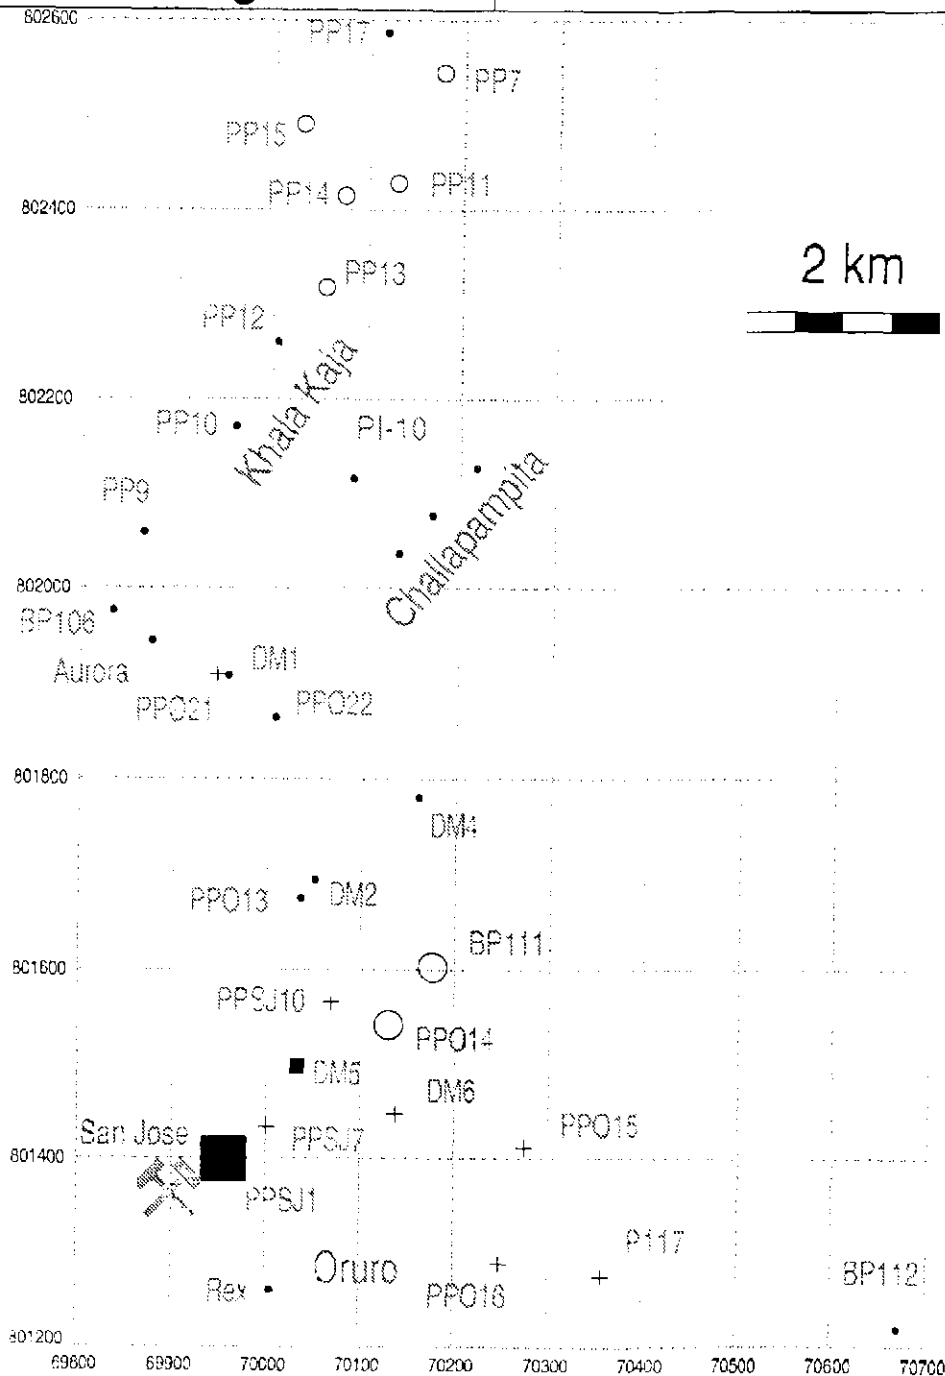 802600
PP17
PP7
PP15
PP14
PP11
802400
2 km
PP13
PP12
Khala Kaja
802200
PP10
PI-10
Challapampita
PP9
802000
BP106
Aurora
DM1
PPO21
PPO22
801800
DM4
PPO13
DM2
BP111
801600
PPSJ10
PPO14
DM5
DM6
San Jose
PPSJ7
PPO15
801400
PPSJ1
P117
Oruro
BP112
Rex
PPO16
801200
69800 69900 70000 70100 70200 70300 70400 70500 70600 70700